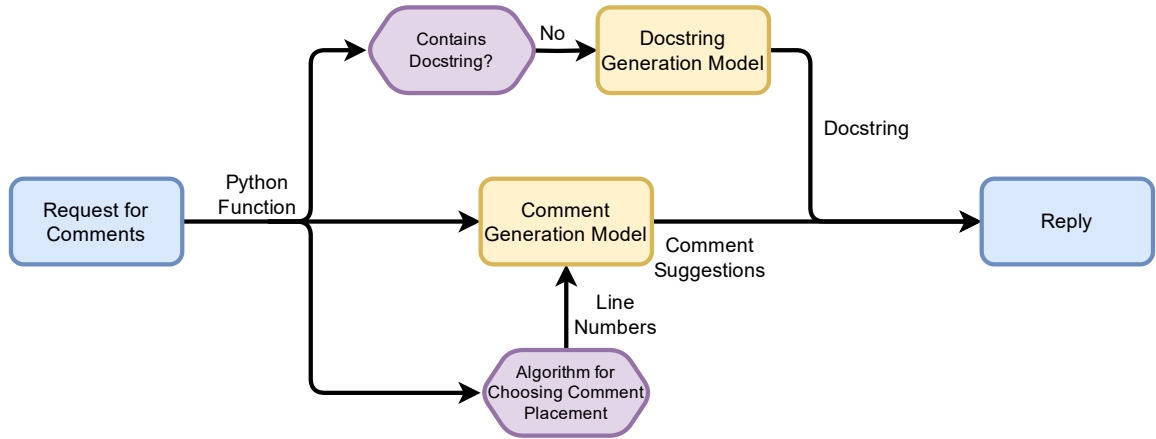 Contains
Docstring?
No
Docstring
Generation Model
Docstring
Request for
Comments
Python
Function
Comment
Generation Model
Comment
Suggestions
Reply
Line
Numbers
Algorithm for
Choosing Comment
Placement